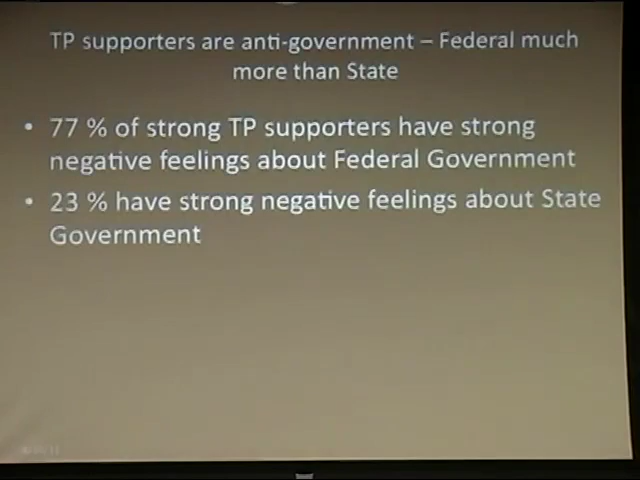 TP supporters are anti-government – Federal much
more than State
• 77 % of strong TP supporters have strong
negative feelings about Federal Government
• 23 % have strong negative feelings about State
Government